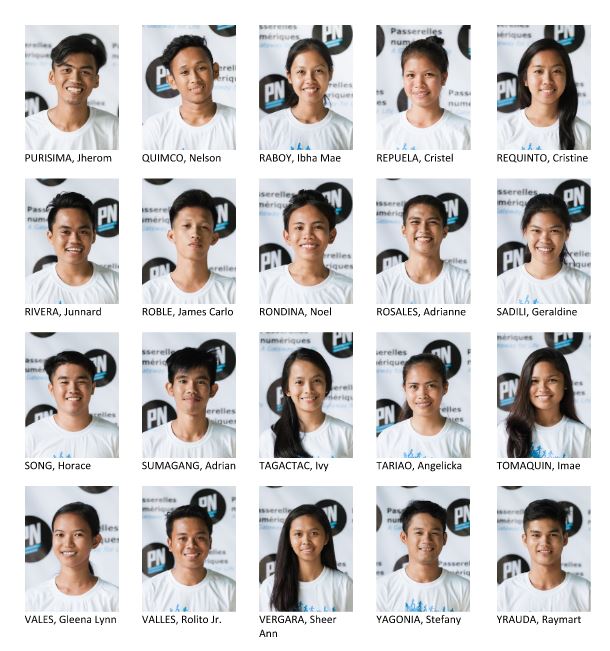 PURISIMA, Jherom
QUIMCO, Nelson
RABOY, Ibha Mae
REPUELA, Cristel
REQUINTO, Cristine
RIVERA, Junnard
ROBLE, James Carlo
RONDINA, Noel
ROSALES, Adrianne
SADILI, Geraldine
SONG, Horace
SUMAGANG, Adrian
TAGACTAC, Ivy
TARIAO, Angelicka
TOMAQUIN, Imae
VALES, Gleena Lynn
VALLES, Rolito Jr.
VERGARA, Sheer
Ann
YAGONIA, Stefany
YRAUDA, Raymart